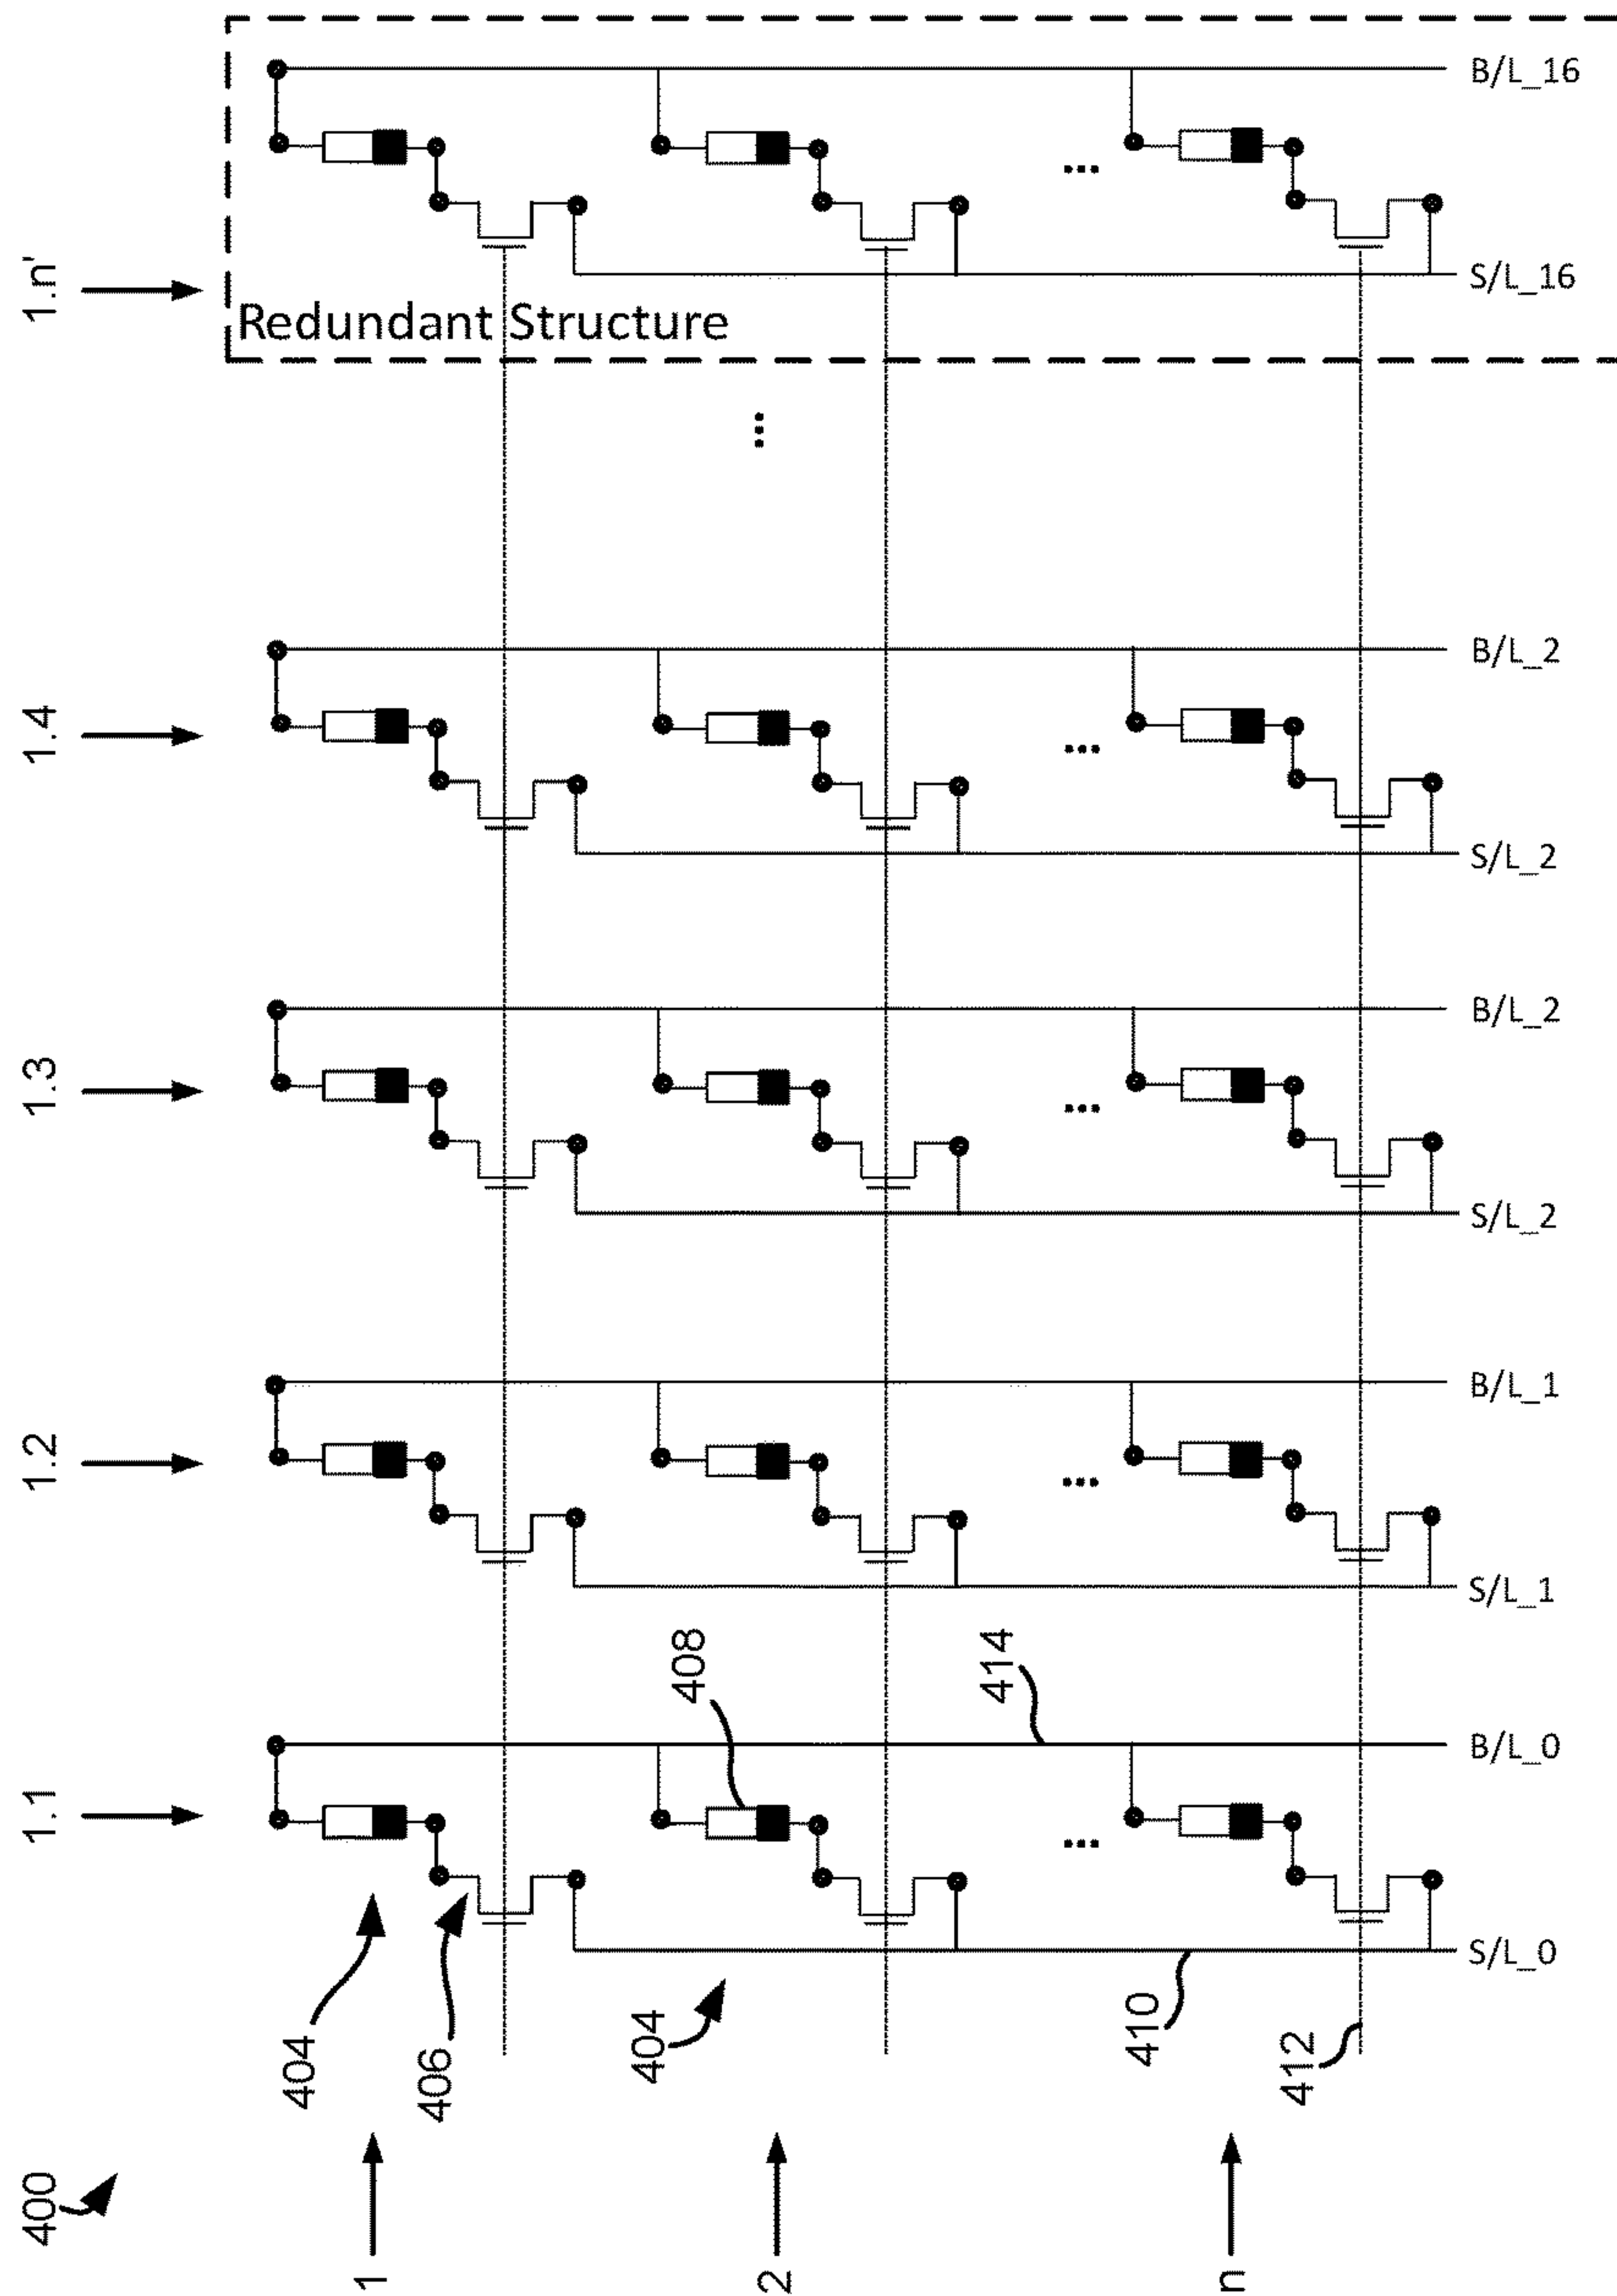 400
1.1
1.2
1.3
1.4
1.n'
1
2
n
404
406
404
408
410
412
414
...
...
...
...
...
...
Redundant Structure
S/L_0
B/L_0
S/L_1
B/L_1
S/L_2
B/L_2
S/L_2
B/L_2
S/L_16
B/L_16